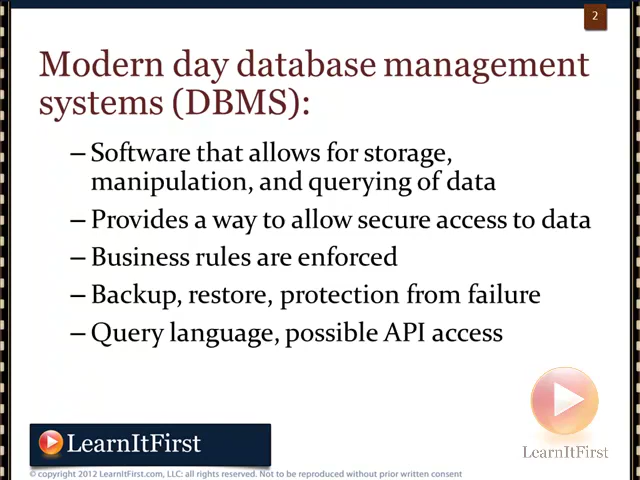 2
Modern day database management
systems (DBMS):
– Software that allows for storage,
manipulation, and querying of data
– Provides a way to allow secure access to data
– Business rules are enforced
– Backup, restore, protection from failure
– Query language, possible API access
LearnItFirst
LearnItFirst
© copyright 2012 LearnItFirst.com, LLC: all rights reserved. Not to be reproduced without prior written consent